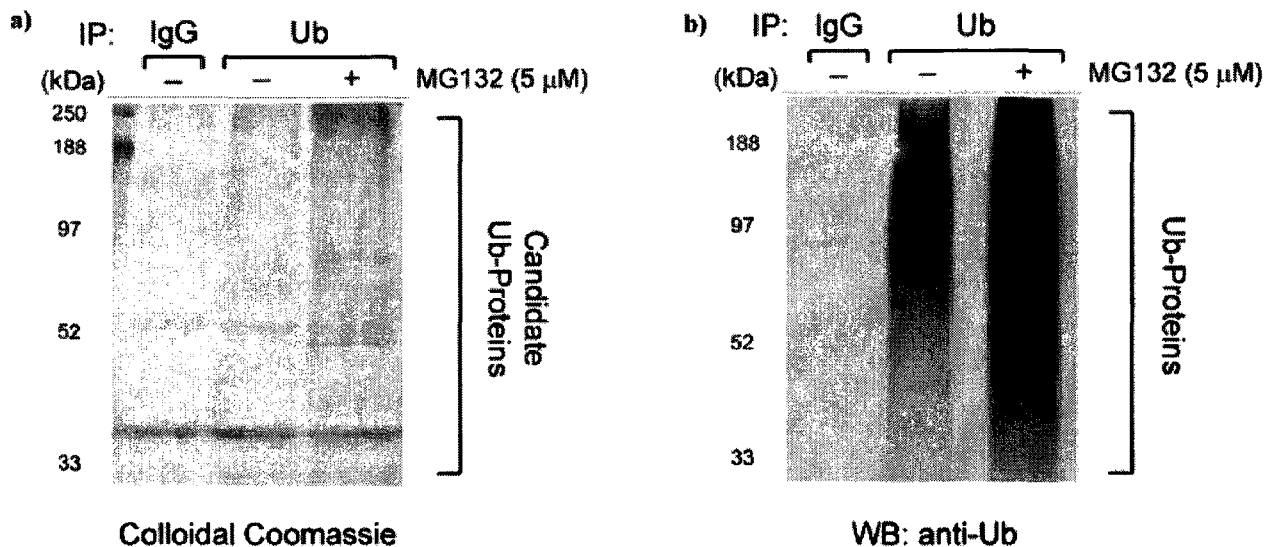 a)
IP: IgG Ub
(kDa) – – + MG132 (5 µM)
250
188
97
52
33
Candidate
Ub-Proteins
Colloidal Coomassie
b)
IP: IgG Ub
(kDa) – – + MG132 (5 µM)
188
97
52
33
Ub-Proteins
WB: anti-Ub